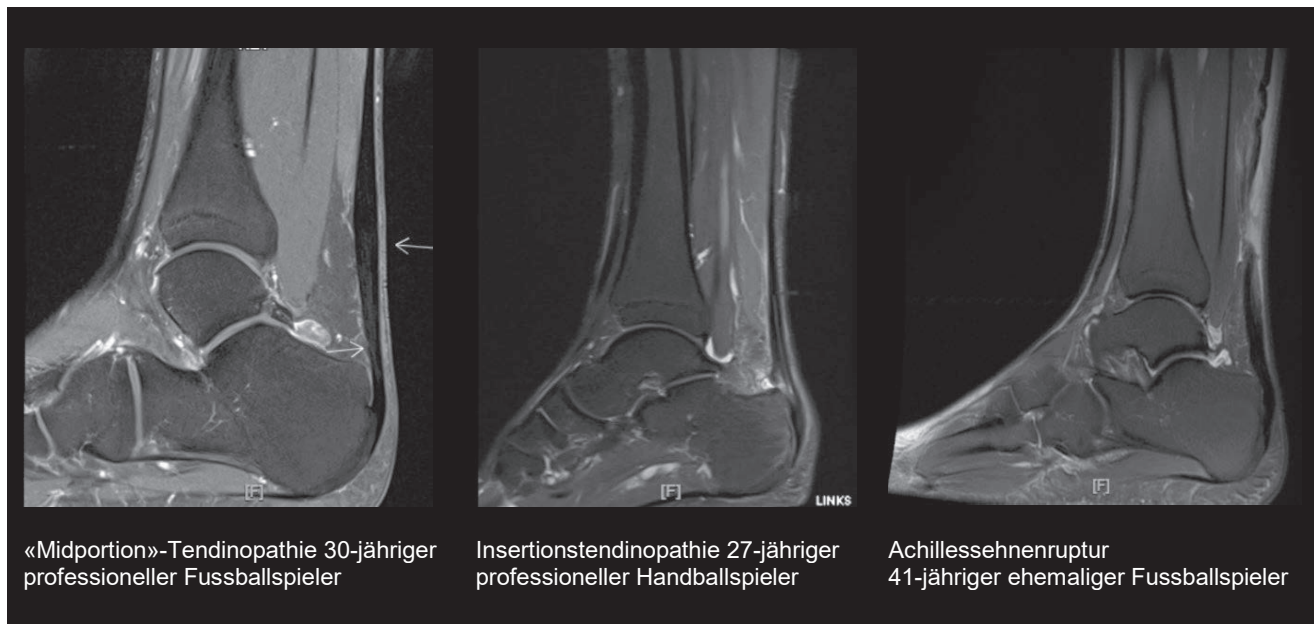 [F]
[F]
LINKS
[F]
«Midportion»-Tendinopathie 30-jähriger
professioneller Fussballspieler
Insertionstendinopathie 27-jähriger
professioneller Handballspieler
Achillessehnenruptur
41-jähriger ehemaliger Fussballspieler